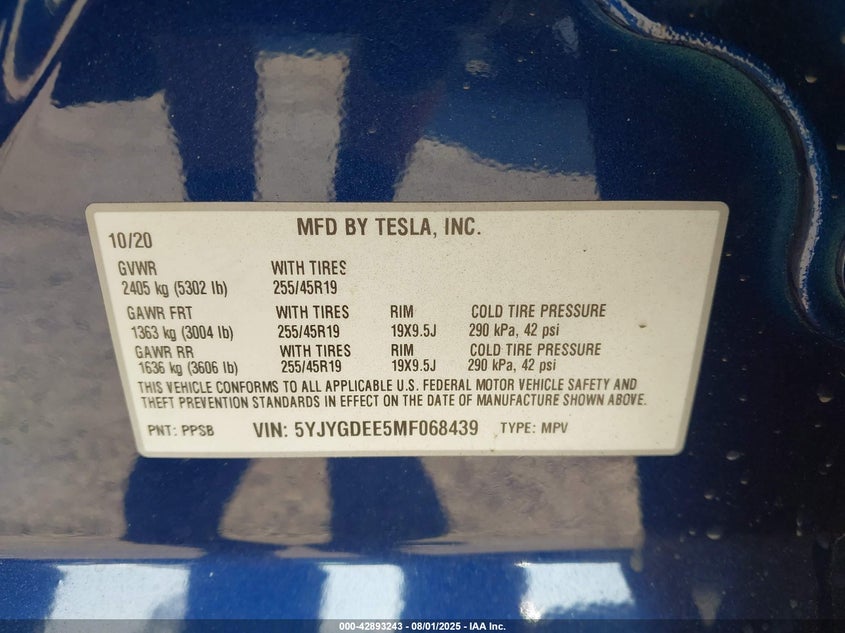 MFD BY TESLA, INC.
10/20
GVWR WITH TIRES
2405 kg (5302 lb) 255/45R19
GAWR FRT WITH TIRES RIM COLD TIRE PRESSURE
1363 kg (3004 lb) 255/45R19 19X9.5J 290 kPa, 42 psi
GAWR RR WITH TIRES RIM COLD TIRE PRESSURE
1636 kg (3606 lb) 255/45R19 19X9.5J 290 kPa, 42 psi
THIS VEHICLE CONFORMS TO ALL APPLICABLE U.S. FEDERAL MOTOR VEHICLE SAFETY AND
THEFT PREVENTION STANDARDS IN EFFECT ON THE DATE OF MANUFACTURE SHOWN ABOVE.
PNT: PPSB VIN: 5YJYGDEE5MF068439 TYPE: MPV
000-42893243 - 08/01/2025 - IAA Inc.